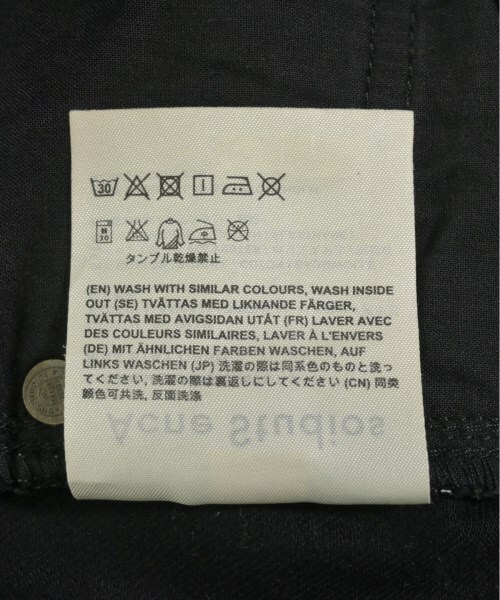 30
タンブル乾燥禁止
(EN) WASH WITH SIMILAR COLOURS, WASH INSIDE
OUT (SE) TVÄTTAS MED LIKNANDE FÄRGER,
TVÄTTAS MED AVIGSIDAN UTÅT (FR) LAVER AVEC
DES COULEURS SIMILAIRES, LAVER À L'ENVERS
(DE) MIT ÄHNLICHEN FARBEN WASCHEN, AUF
LINKS WASCHEN (JP) 洗濯の際は同系色のものと洗っ
てください, 洗濯の際は裏返しにしてください (CN) 同类
颜色可共洗, 反面洗涤
Acne Studios